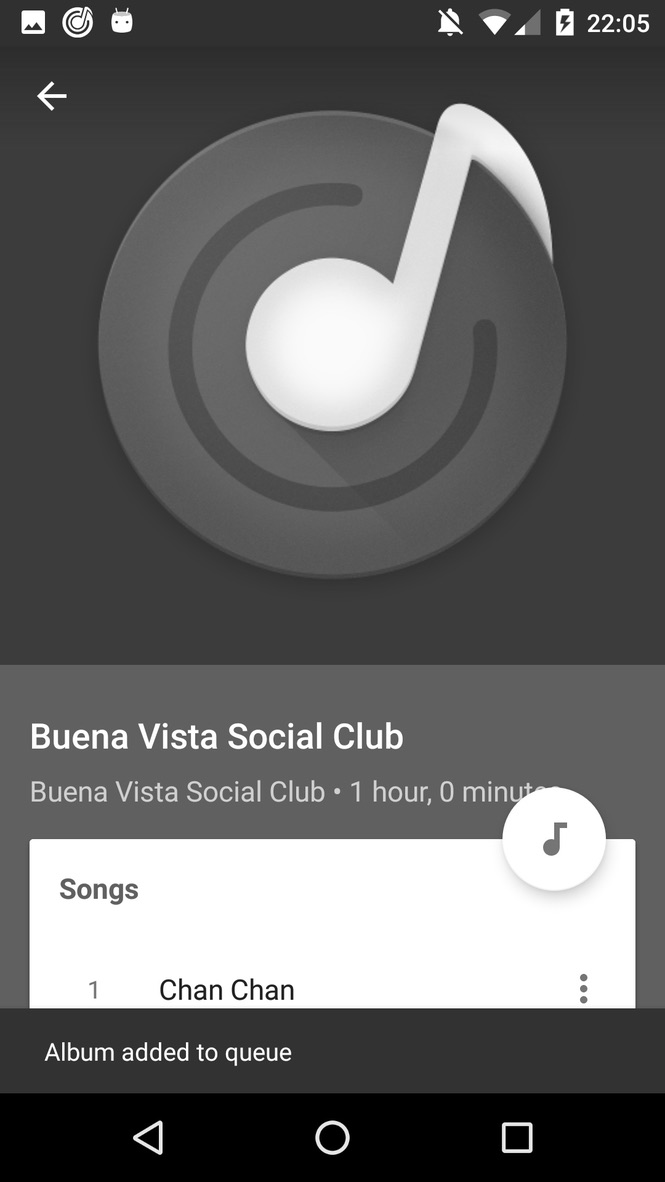 22:05
Buena Vista Social Club
Buena Vista Social Club • 1 hour, 0 minutes
Songs
1 Chan Chan
Album added to queue